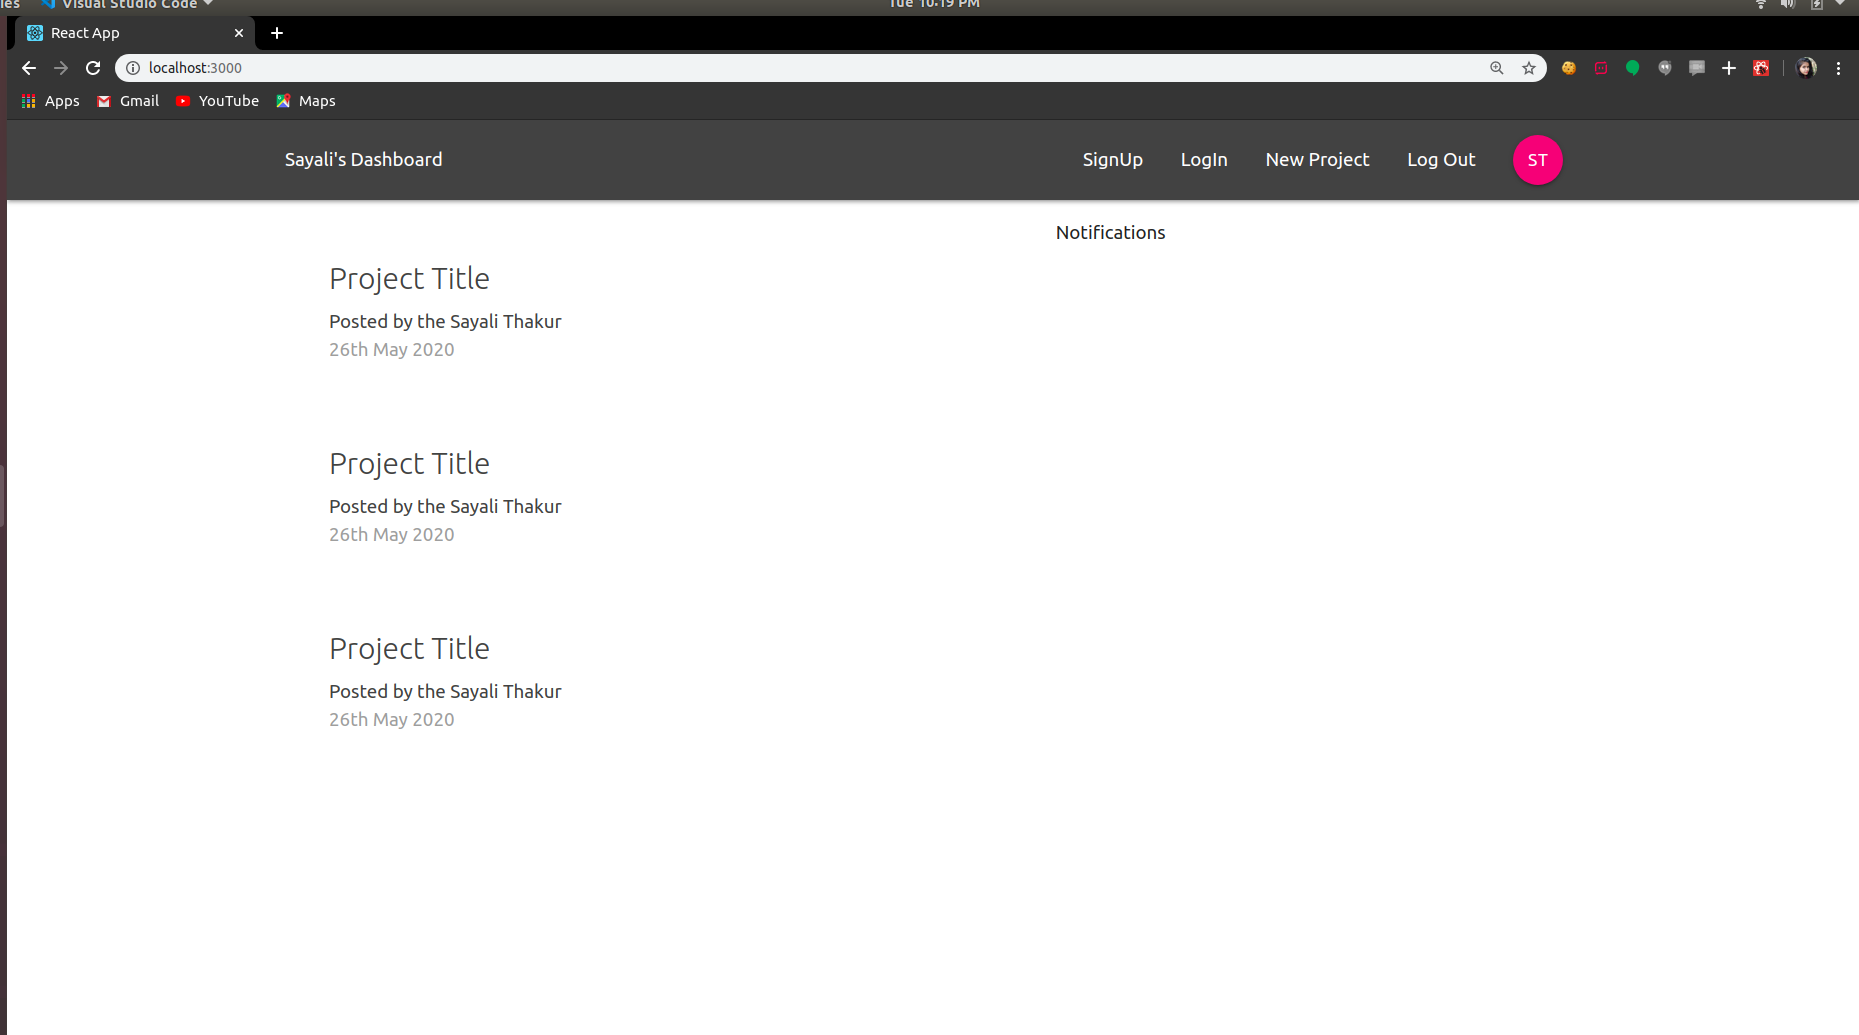 ies Visual Studio Code Tue 10:19 PM
React App
localhost:3000
Apps Gmail YouTube Maps
Sayali's Dashboard SignUp LogIn New Project Log Out ST
Notifications
Project Title
Posted by the Sayali Thakur
26th May 2020
Project Title
Posted by the Sayali Thakur
26th May 2020
Project Title
Posted by the Sayali Thakur
26th May 2020